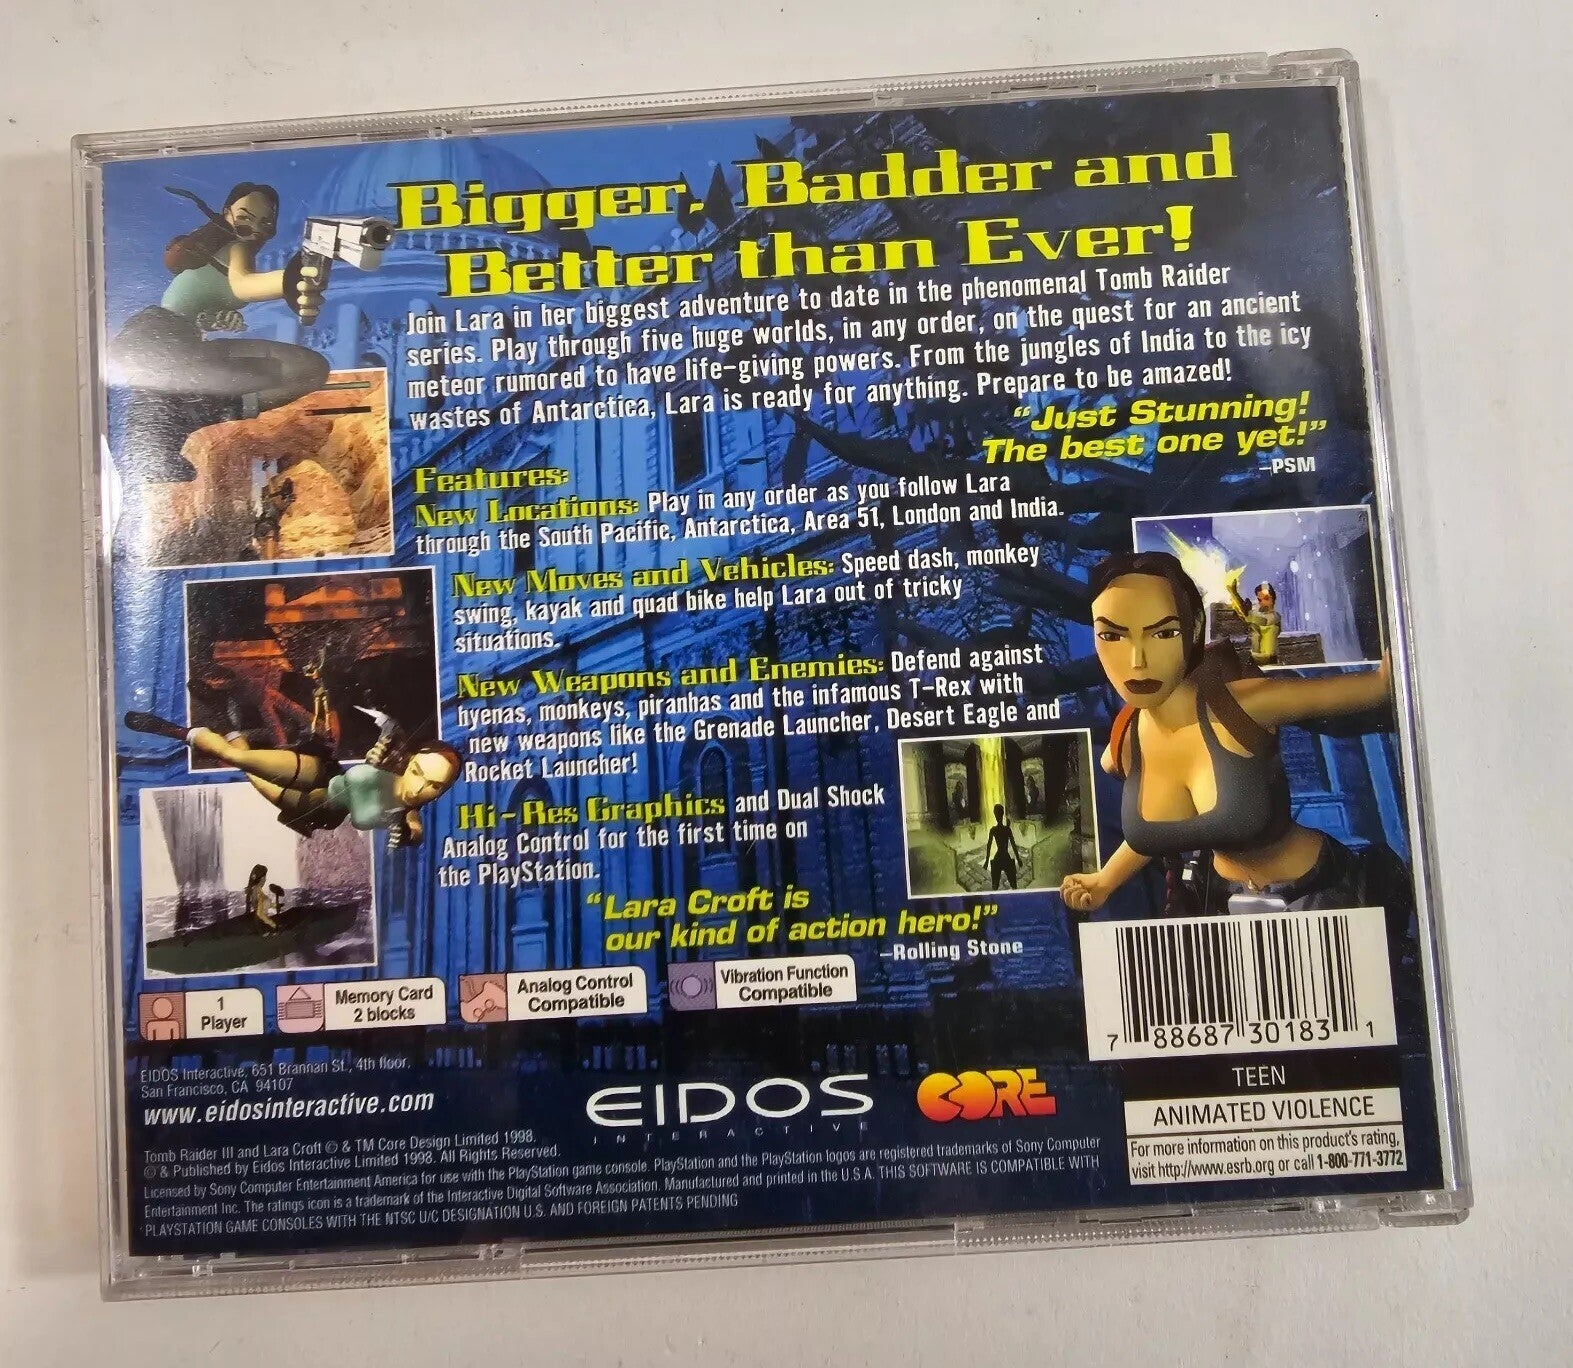 Bigger, Badder and
Better than Ever!
Join Lara in her biggest adventure to date in the phenomenal Tomb Raider
series. Play through five huge worlds, in any order, on the quest for an ancient
meteor rumored to have life-giving powers. From the jungles of India to the icy
wastes of Antarctica, Lara is ready for anything. Prepare to be amazed!
"Just Stunning!
The best one yet!"
-PSM
Features:
New Locations: Play in any order as you follow Lara
through the South Pacific, Antarctica, Area 51, London and India.
New Moves and Vehicles: Speed dash, monkey
swing, kayak and quad bike help Lara out of tricky
situations.
New Weapons and Enemies: Defend against
hyenas, monkeys, piranhas and the infamous T-Rex with
new weapons like the Grenade Launcher, Desert Eagle and
Rocket Launcher!
Hi-Res Graphics and Dual Shock
Analog Control for the first time on
the PlayStation.
"Lara Croft is
our kind of action hero!"
-Rolling Stone
1
Player
Memory Card
2 blocks
Analog Control
Compatible
Vibration Function
Compatible
7 88687 30183 1
TEEN
ANIMATED VIOLENCE
For more information on this product's rating,
visit http://www.esrb.org or call 1-800-771-3772
EIDOS Interactive, 651 Brannan St., 4th floor,
San Francisco, CA 94107
www.eidosinteractive.com
EIDOS
INTERACTIVE
CORE
Tomb Raider III and Lara Croft © & TM Core Design Limited 1998.
© & Published by Eidos Interactive Limited 1998. All Rights Reserved.
Licensed by Sony Computer Entertainment America for use with the PlayStation game console. PlayStation and the PlayStation logos are registered trademarks of Sony Computer
Entertainment Inc. The ratings icon is a trademark of the Interactive Digital Software Association. Manufactured and printed in the U.S.A. THIS SOFTWARE IS COMPATIBLE WITH
PLAYSTATION GAME CONSOLES WITH THE NTSC U/C DESIGNATION U.S. AND FOREIGN PATENTS PENDING